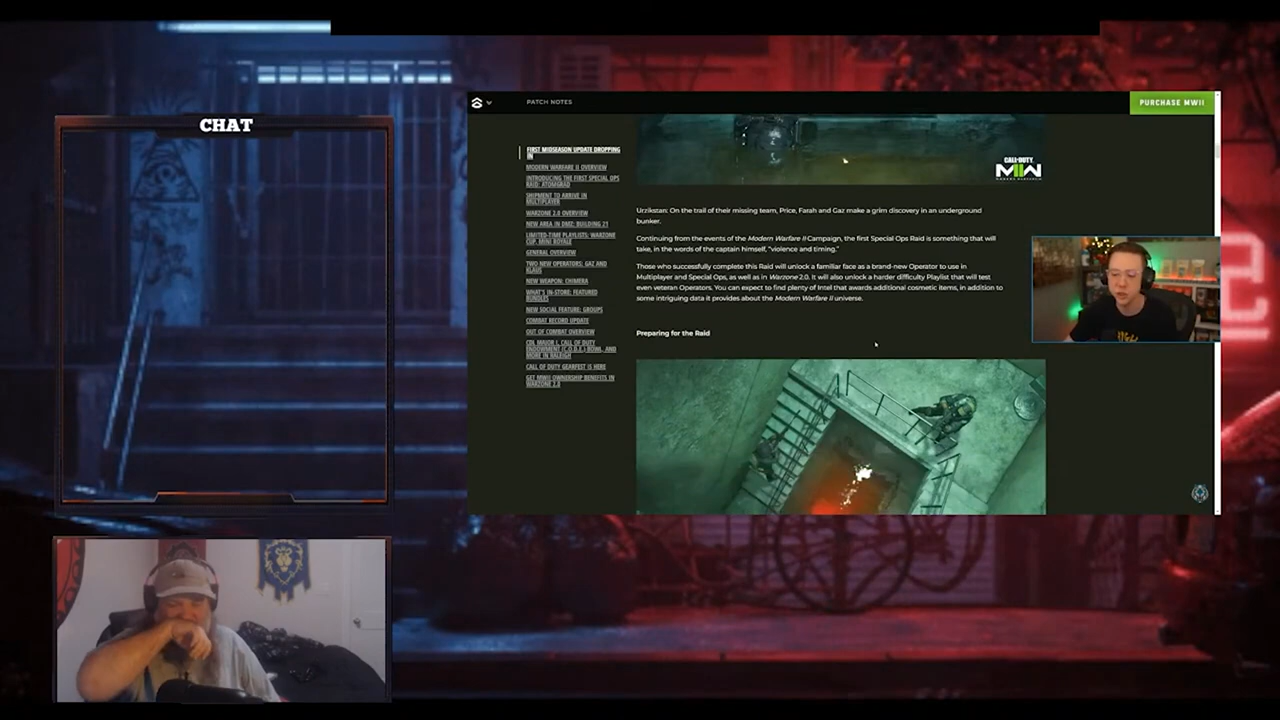 CHAT
PATCH NOTES
PURCHASE MWII
FIRST MIDSEASON UPDATE DROPPING
IN
MODERN WARFARE II OVERVIEW
INTRODUCING THE FIRST SPECIAL OPS
RAID: ATOMGRAD
SHIPMENT TO ARRIVE IN
MULTIPLAYER
WARZONE 2.0 OVERVIEW
NEW AREA IN DMZ: BUILDING 21
LIMITED-TIME PLAYLISTS: WARZONE
CUP, MINI ROYALE
GENERAL OVERVIEW
TWO NEW OPERATORS: GAZ AND
KLAUS
NEW WEAPON: CHIMERA
WHAT'S IN-STORE: FEATURED
BUNDLES
NEW SOCIAL FEATURE: GROUPS
COMBAT RECORD UPDATE
OUT OF COMBAT OVERVIEW
CDL MAJOR I, CALL OF DUTY
ENDOWMENT (C.O.D.E.) BOWL, AND
MORE IN RALEIGH
CALL OF DUTY GEARFEST IS HERE
GET MWII OWNERSHIP BENEFITS IN
WARZONE 2.0
CALL OF DUTY
MWII
MODERN WARFARE II
Urzikstan: On the trail of their missing team, Price, Farah and Gaz make a grim discovery in an underground
bunker.
Continuing from the events of the Modern Warfare II Campaign, the first Special Ops Raid is something that will
take, in the words of the captain himself, "violence and timing."
Those who successfully complete this Raid will unlock a familiar face as a brand-new Operator to use in
Multiplayer and Special Ops, as well as in Warzone 2.0. It will also unlock a harder difficulty Playlist that will test
even veteran Operators. You can expect to find plenty of Intel that awards additional cosmetic items, in addition to
some intriguing data it provides about the Modern Warfare II universe.
Preparing for the Raid